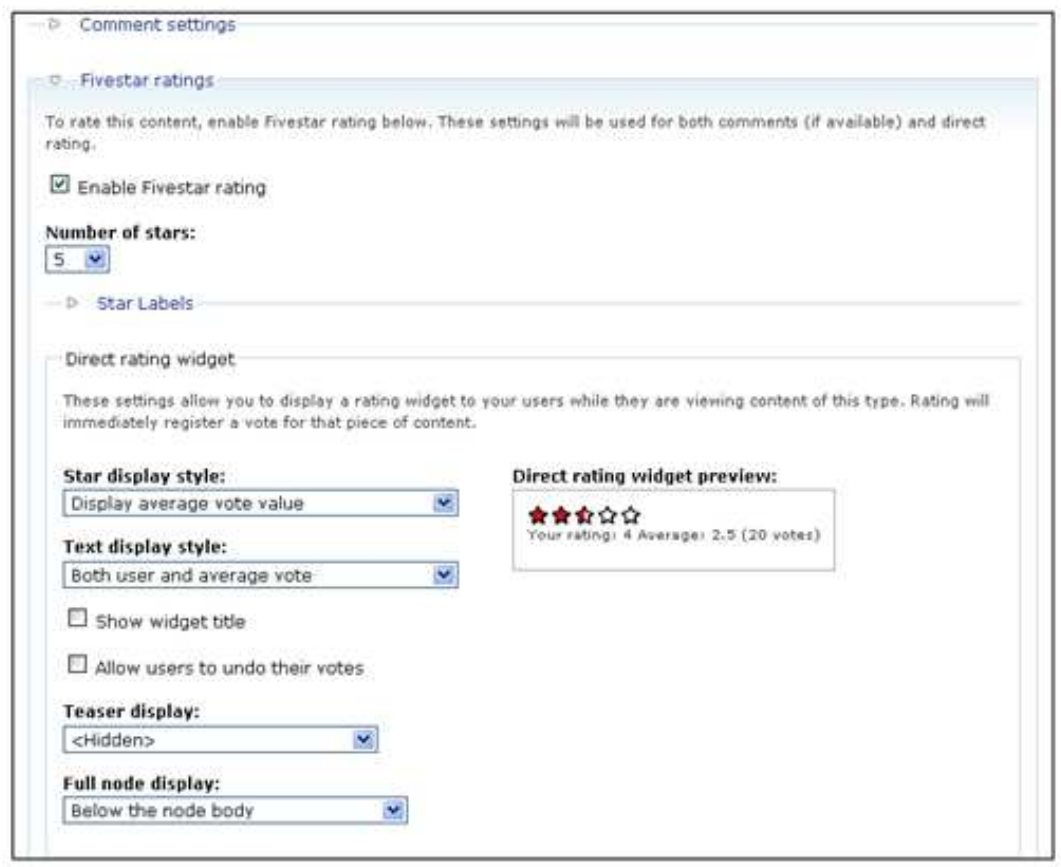 Comment settings
Fivestar ratings
To rate this content, enable Fivestar rating below. These settings will be used for both comments (if available) and direct
rating.
Enable Fivestar rating
Number of stars:
5
Star Labels
Direct rating widget
These settings allow you to display a rating widget to your users while they are viewing content of this type. Rating will
immediately register a vote for that piece of content.
Star display style:
Display average vote value
Direct rating widget preview:
Your rating: 4 Average: 2.5 (20 votes)
Text display style:
Both user and average vote
Show widget title
Allow users to undo their votes
Teaser display:
<Hidden>
Full node display:
Below the node body